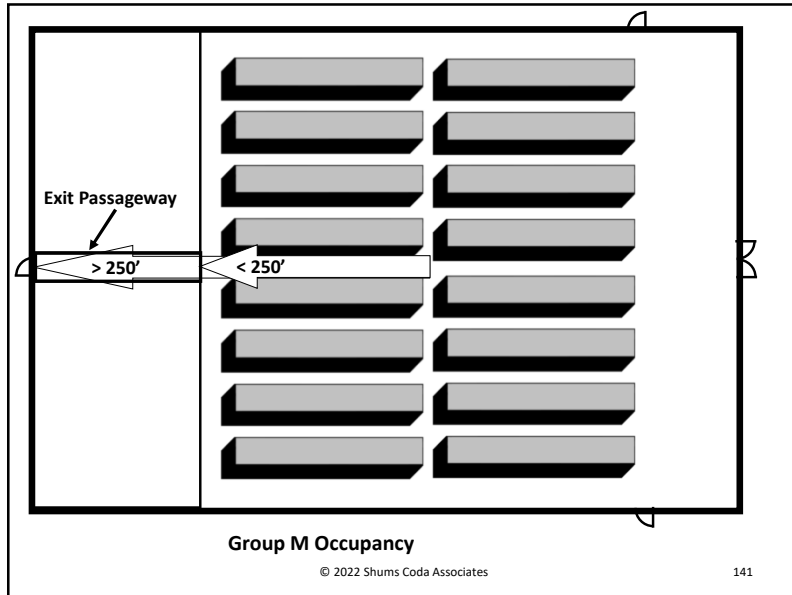 Exit Passageway
> 250’ < 250’
Group M Occupancy
© 2022 Shums Coda Associates 141